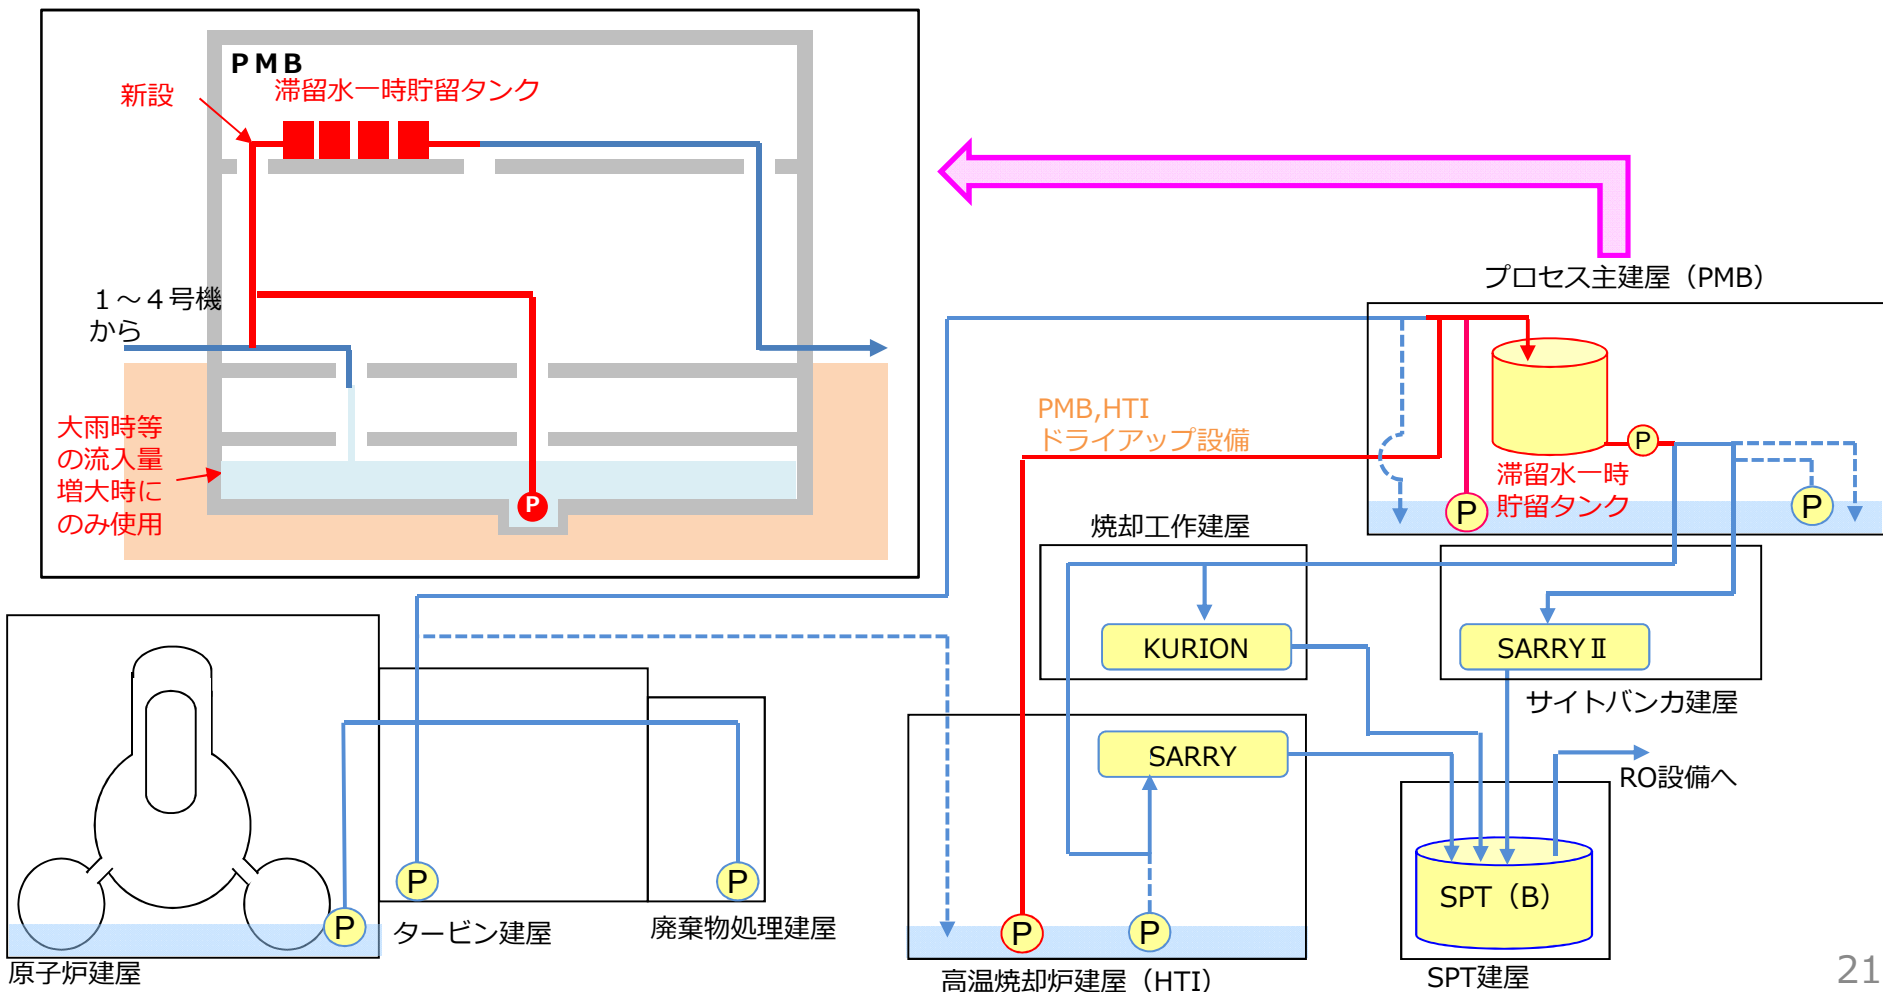 ＰＭＢ
新設
滞留水一時貯留タンク
１～４号機
から
大雨時等
の流入量
増大時に
のみ使用
P
プロセス主建屋（PMB）
PMB,HTI
ドライアップ設備
P
滞留水一時
貯留タンク
P
P
焼却工作建屋
KURION
SARRYⅡ
サイトバンカ建屋
SARRY
RO設備へ
P
P
P
SPT（B）
原子炉建屋
タービン建屋
廃棄物処理建屋
P
P
高温焼却炉建屋（HTI）
SPT建屋
21